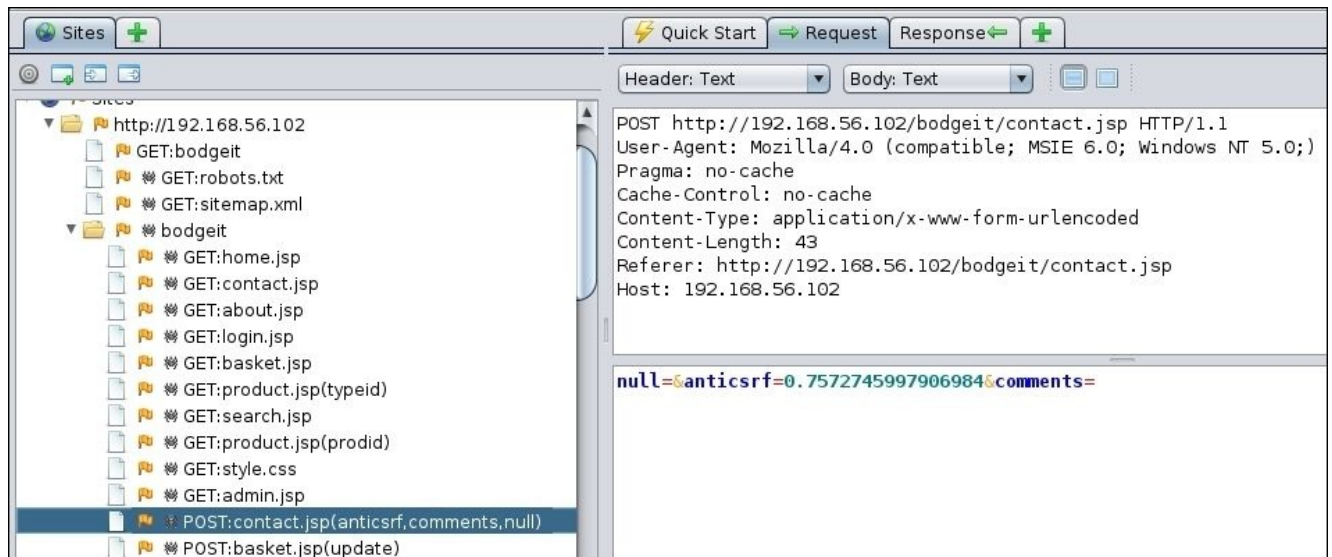 Sites
Quick Start
Request
Response
Header: Text
Body: Text
Sites
http://192.168.56.102
GET:bodgeit
GET:robots.txt
GET:sitemap.xml
bodgeit
GET:home.jsp
GET:contact.jsp
GET:about.jsp
GET:login.jsp
GET:basket.jsp
GET:product.jsp(typeid)
GET:search.jsp
GET:product.jsp(prodid)
GET:style.css
GET:admin.jsp
POST:contact.jsp(anticsrf,comments,null)
POST:basket.jsp(update)
POST http://192.168.56.102/bodgeit/contact.jsp HTTP/1.1
User-Agent: Mozilla/4.0 (compatible; MSIE 6.0; Windows NT 5.0;)
Pragma: no-cache
Cache-Control: no-cache
Content-Type: application/x-www-form-urlencoded
Content-Length: 43
Referer: http://192.168.56.102/bodgeit/contact.jsp
Host: 192.168.56.102
null=&anticsrf=0.7572745997906984&comments=